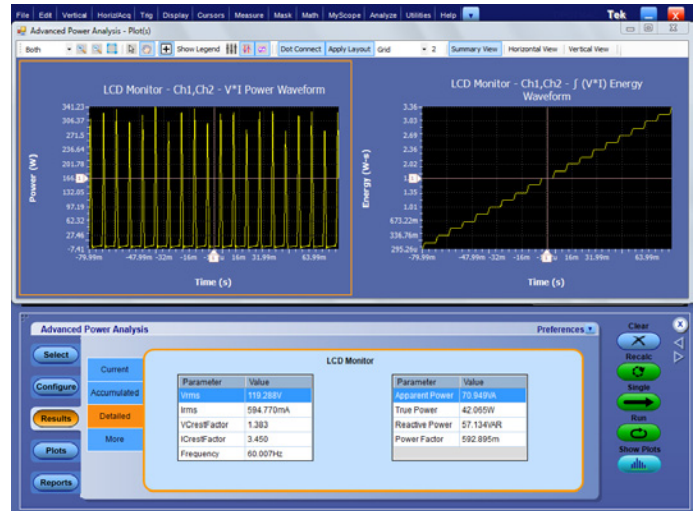 File Edit Vertical Horiz/Acq Trig Display Cursors Measure Mask Math MyScope Analyze Utilities Help Tek
Advanced Power Analysis - Plot(s)
Both Show Legend Dot Connect Apply Layout Grid 2 Summary View Horizontal View Vertical View
LCD Monitor - Ch1,Ch2 - V*I Power Waveform
Power (W)
341.23
306.37
271.5
236.64
201.78
132.05
97.19
62.32
27.46
-7.41
-79.99m -47.99m -32m -16m 16m 31.99m 63.99m
Time (s)
LCD Monitor - Ch1,Ch2 - ∫ (V*I) Energy
Waveform
Energy (W-s)
3.36
3.03
2.69
2.36
2.02
1.35
1.01
673.22m
336.76m
295.26u
-79.99m -47.99m -32m -16m 16m 31.99m 63.99m
Time (s)
Advanced Power Analysis Preferences
Select
Configure
Results
Plots
Reports
Current
Accumulated
Detailed
More
LCD Monitor
Parameter Value
Vrms 119.288V
Irms 594.770mA
VCrestFactor 1.383
ICrestFactor 3.450
Frequency 60.007Hz
Parameter Value
Apparent Power 70.949VA
True Power 42.065W
Reactive Power 57.134VAR
Power Factor 592.895m
Clear
X
Recalc
Single
Run
Show Plots